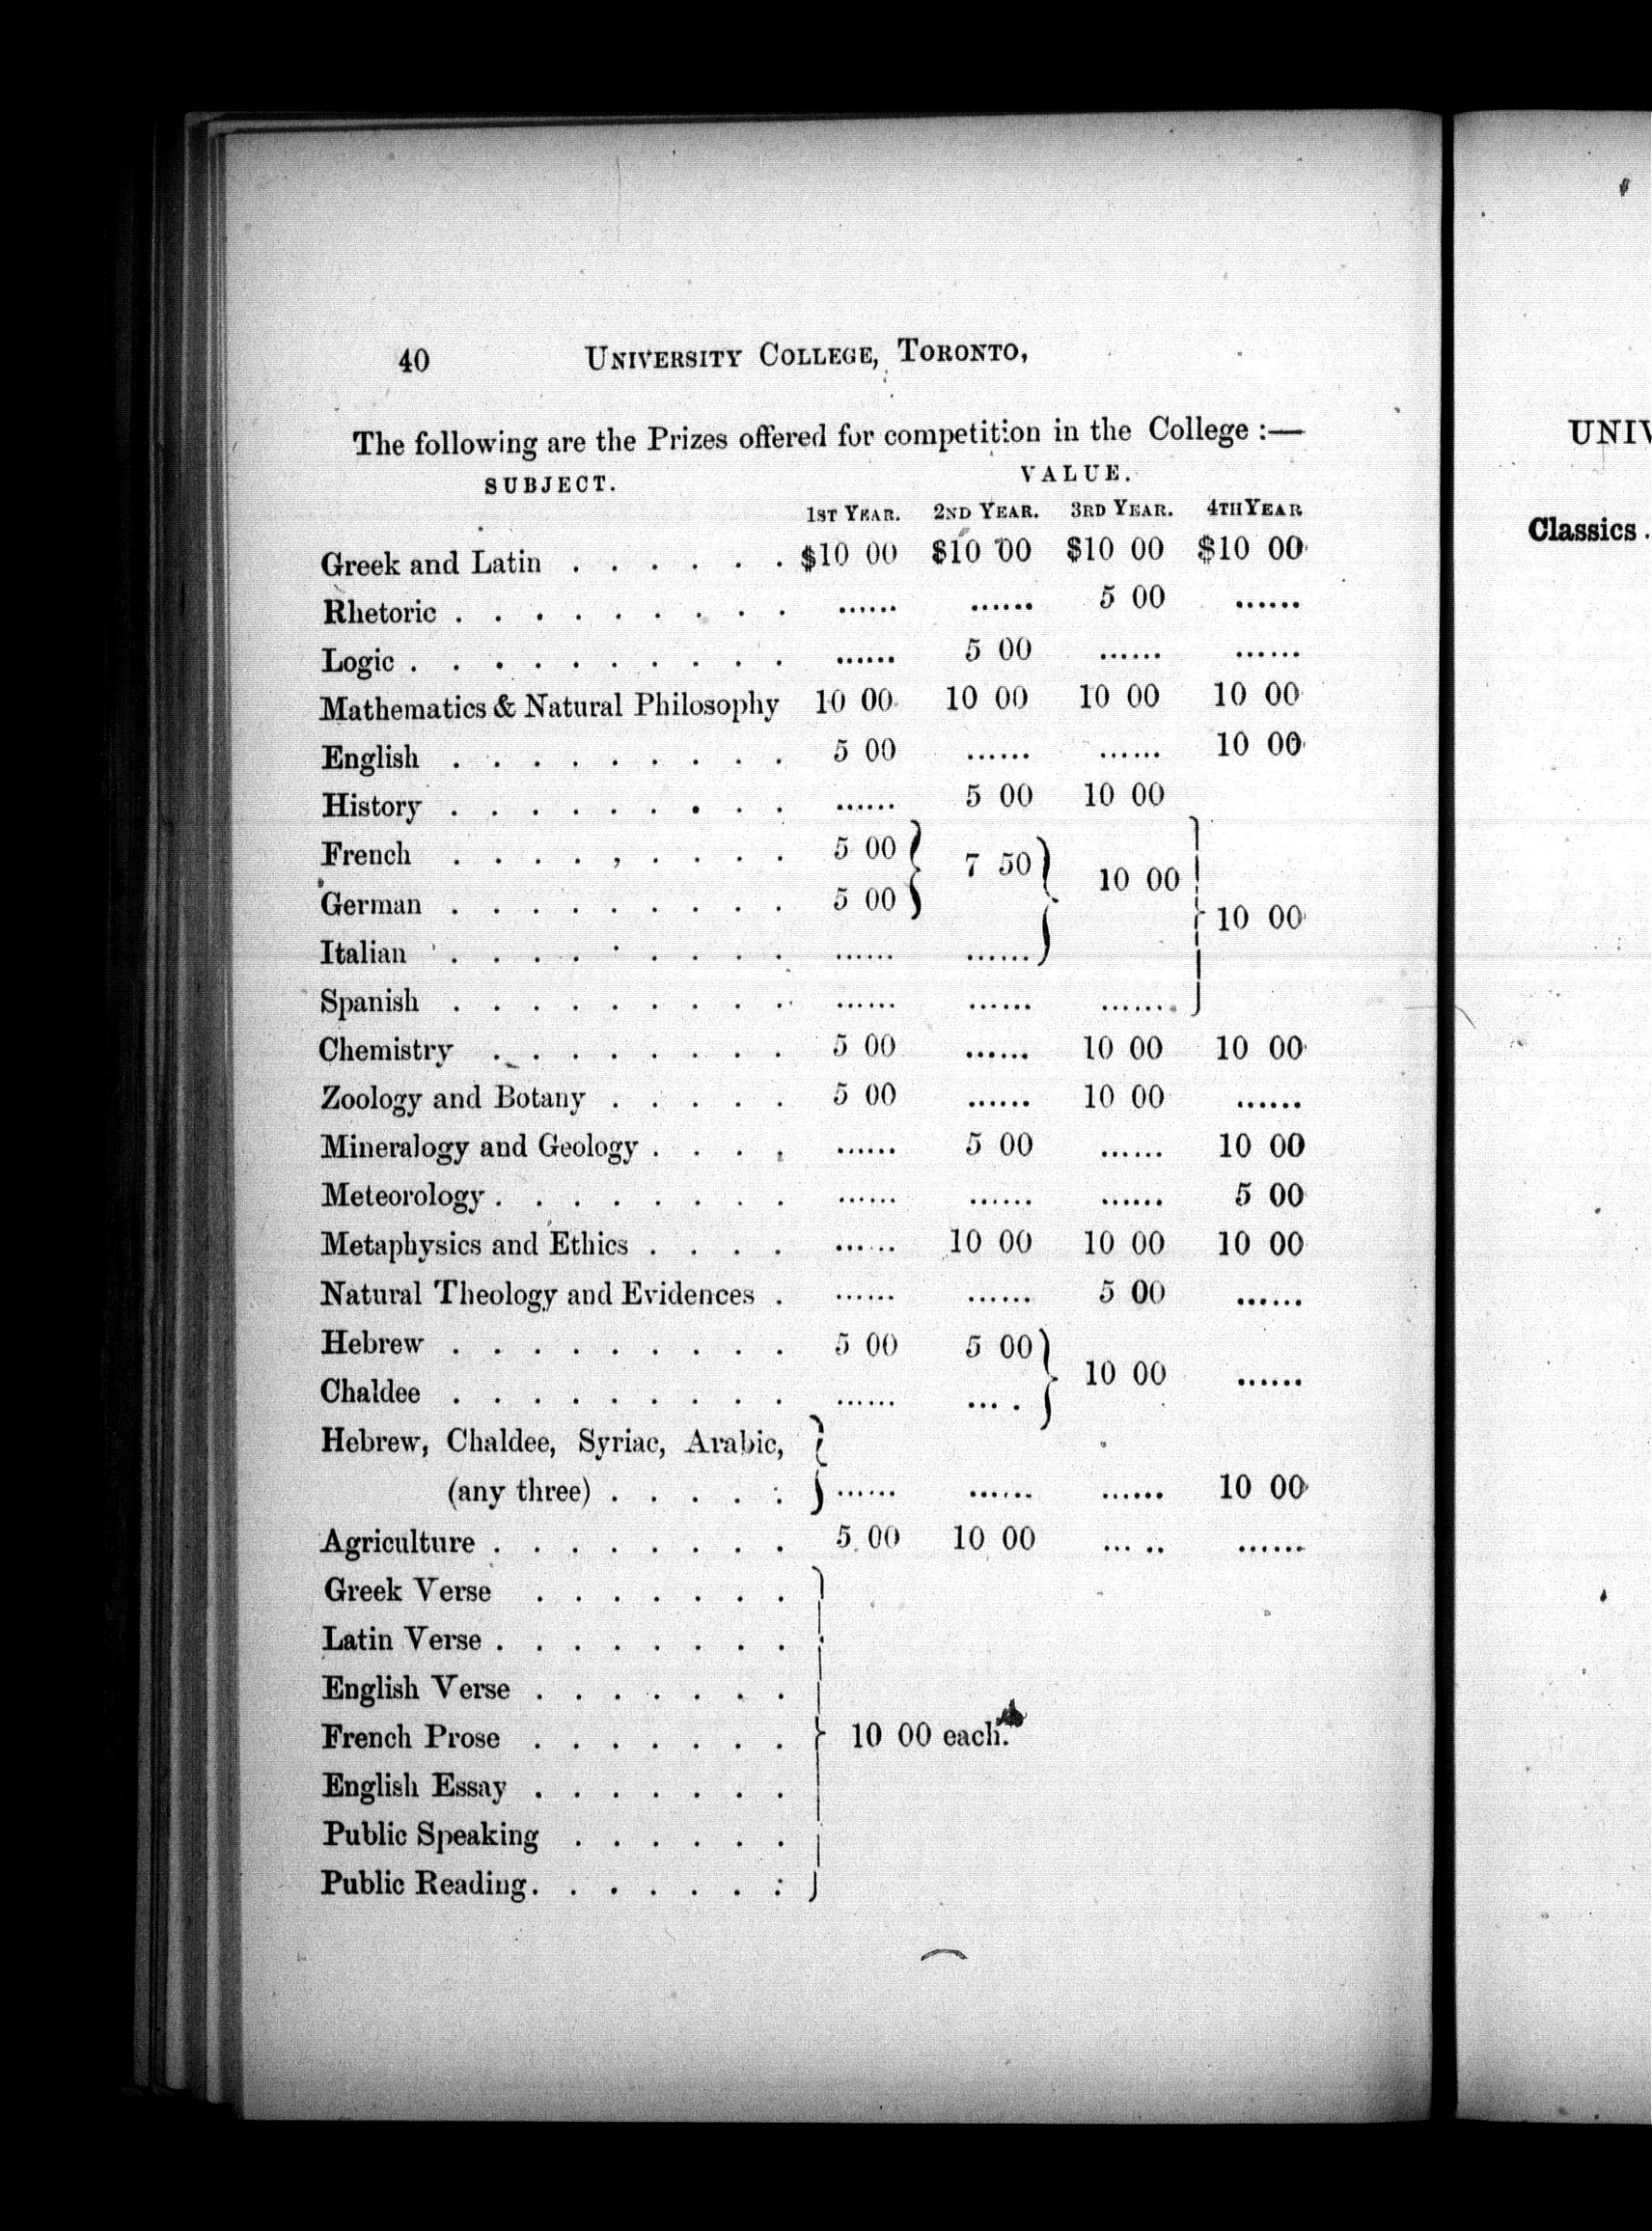 40 UNIVERSITY COLLEGE, TORONTO,
The following are the Prizes offered for competition in the College :—
SUBJECT. VALUE.
1ST YEAR. 2ND YEAR. 3RD YEAR. 4TH YEAR
Greek and Latin . . . . . . $10 00 $10 00 $10 00 $10 00
Rhetoric . . . . . . . . . ...... ...... 5 00 ......
Logic . . . . . . . . . . ...... 5 00 ...... ......
Mathematics & Natural Philosophy 10 00 10 00 10 00 10 00
English . . . . . . . . . 5 00 ...... ...... 10 00
History . . . . . . . . . ...... 5 00 10 00
French . . . . , . . . . 5 00 } 7 50 } 10 00 }
German . . . . . . . . . 5 00 } 10 00
Italian . . . . . . . . . ...... ......
Spanish . . . . . . . . . ...... ...... .......
Chemistry . . . . . . . . 5 00 ...... 10 00 10 00
Zoology and Botany . . . . . 5 00 ...... 10 00 ......
Mineralogy and Geology . . . , ...... 5 00 ...... 10 00
Meteorology . . . . . . . . ...... ...... ...... 5 00
Metaphysics and Ethics . . . . ...... 10 00 10 00 10 00
Natural Theology and Evidences . ...... ...... 5 00 ......
Hebrew . . . . . . . . . 5 00 5 00 } 10 00 ......
Chaldee . . . . . . . . . ...... ... .
Hebrew, Chaldee, Syriac, Arabic, }
(any three) . . . . : ...... ...... ...... 10 00
Agriculture . . . . . . . . 5 00 10 00 ... .. ......
Greek Verse . . . . . . .
Latin Verse . . . . . . . .
English Verse . . . . . . .
French Prose . . . . . . . } 10 00 each.
English Essay . . . . . . .
Public Speaking . . . . . .
Public Reading . . . . . . :
UNIV
Classics .